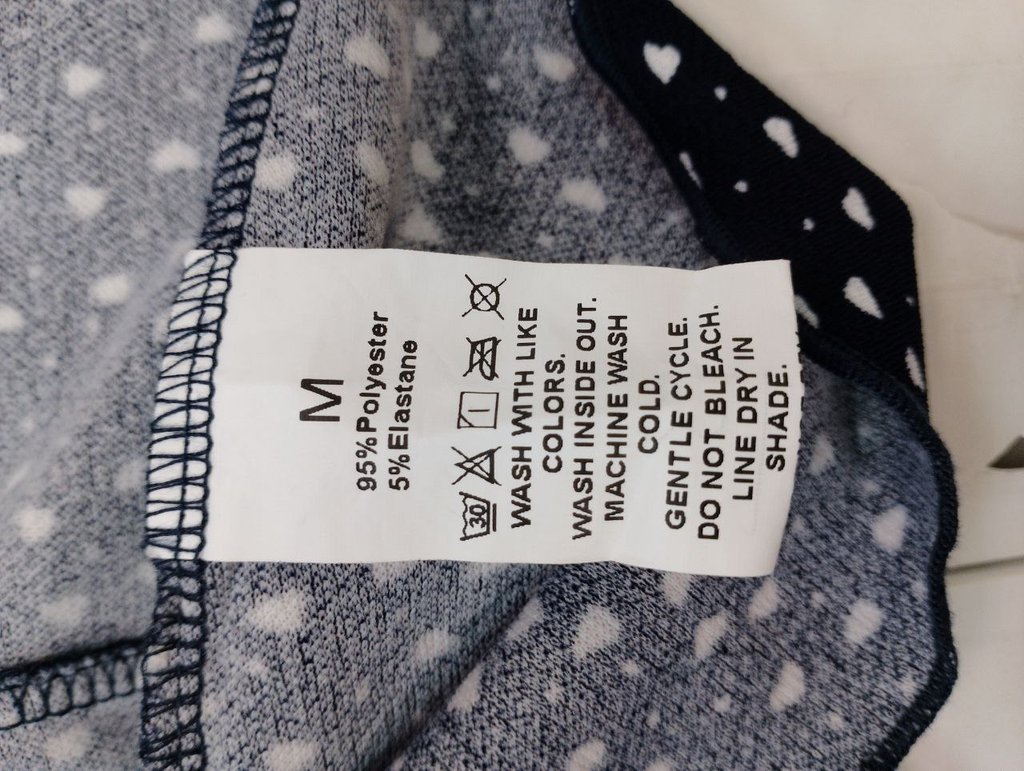 M
95%Polyester
5%Elastane
30
WASH WITH LIKE
COLORS.
WASH INSIDE OUT.
MACHINE WASH
COLD.
GENTLE CYCLE.
DO NOT BLEACH.
LINE DRY IN
SHADE.